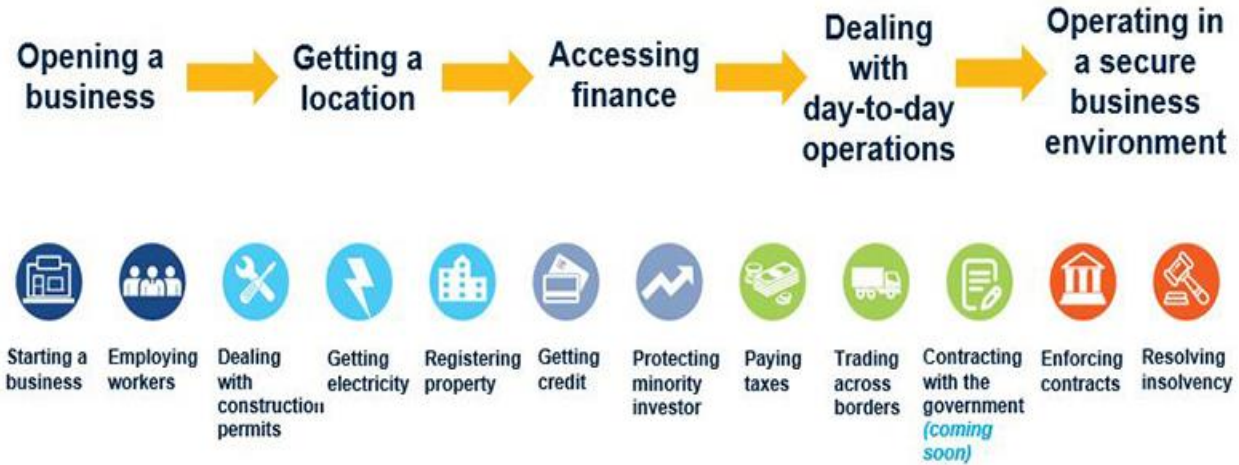 Opening a
business
Getting a
location
Accessing
finance
Dealing
with
day-to-day
operations
Operating in
a secure
business
environment
Starting a
business
Employing
workers
Dealing
with
construction
permits
Getting
electricity
Registering
property
Getting
credit
Protecting
minority
investor
Paying
taxes
Trading
across
borders
Contracting
with the
government
(coming
soon)
Enforcing
contracts
Resolving
insolvency